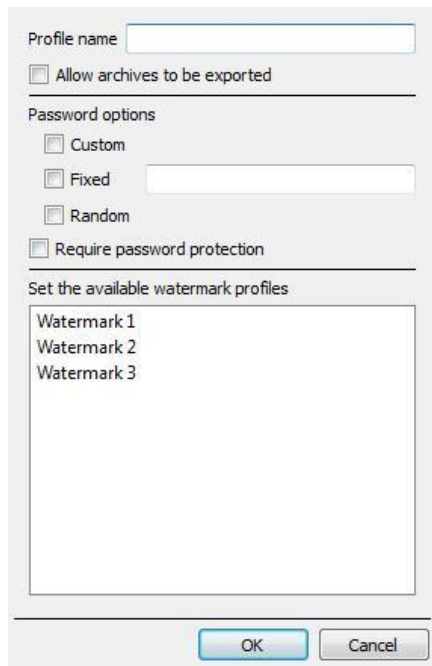 Profile name
Allow archives to be exported
Password options
Custom
Fixed
Random
Require password protection
Set the available watermark profiles
Watermark 1
Watermark 2
Watermark 3
OK Cancel